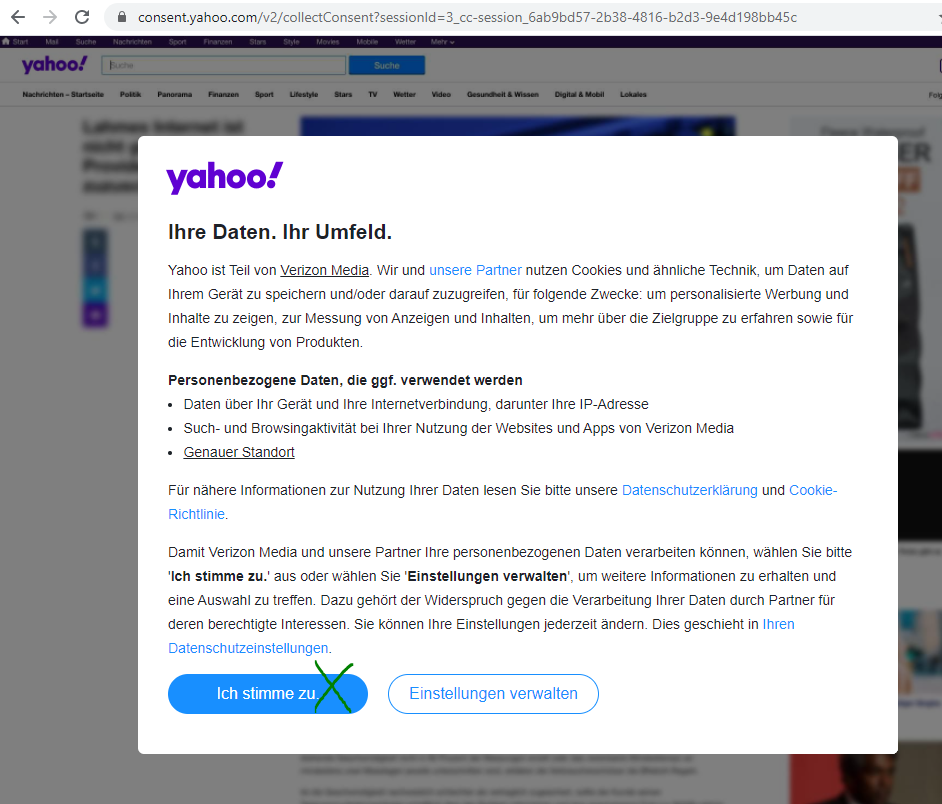 consent.yahoo.com/v2/collectConsent?sessionId=3_cc-session_6ab9bd57-2b38-4816-b2d3-9e4d198bb45c
Start Mail Suche Nachrichten Sport Finanzen Stars Style Movies Mobile Wetter Mehr
yahoo! Suche Suche
Nachrichten – Startseite Politik Panorama Finanzen Sport Lifestyle Stars TV Wetter Video Gesundheit & Wissen Digital & Mobil Lokales Folg
Lahmes Internet ist
nicht
yahoo!
Ihre Daten. Ihr Umfeld.
Yahoo ist Teil von Verizon Media. Wir und unsere Partner nutzen Cookies und ähnliche Technik, um Daten auf
Ihrem Gerät zu speichern und/oder darauf zuzugreifen, für folgende Zwecke: um personalisierte Werbung und
Inhalte zu zeigen, zur Messung von Anzeigen und Inhalten, um mehr über die Zielgruppe zu erfahren sowie für
die Entwicklung von Produkten.
Personenbezogene Daten, die ggf. verwendet werden
• Daten über Ihr Gerät und Ihre Internetverbindung, darunter Ihre IP-Adresse
• Such- und Browsingaktivität bei Ihrer Nutzung der Websites und Apps von Verizon Media
• Genauer Standort
Für nähere Informationen zur Nutzung Ihrer Daten lesen Sie bitte unsere Datenschutzerklärung und Cookie-
Richtlinie.
Damit Verizon Media und unsere Partner Ihre personenbezogenen Daten verarbeiten können, wählen Sie bitte
'Ich stimme zu.' aus oder wählen Sie 'Einstellungen verwalten', um weitere Informationen zu erhalten und
eine Auswahl zu treffen. Dazu gehört der Widerspruch gegen die Verarbeitung Ihrer Daten durch Partner für
deren berechtigte Interessen. Sie können Ihre Einstellungen jederzeit ändern. Dies geschieht in Ihren
Datenschutzeinstellungen.
Ich stimme zu. Einstellungen verwalten